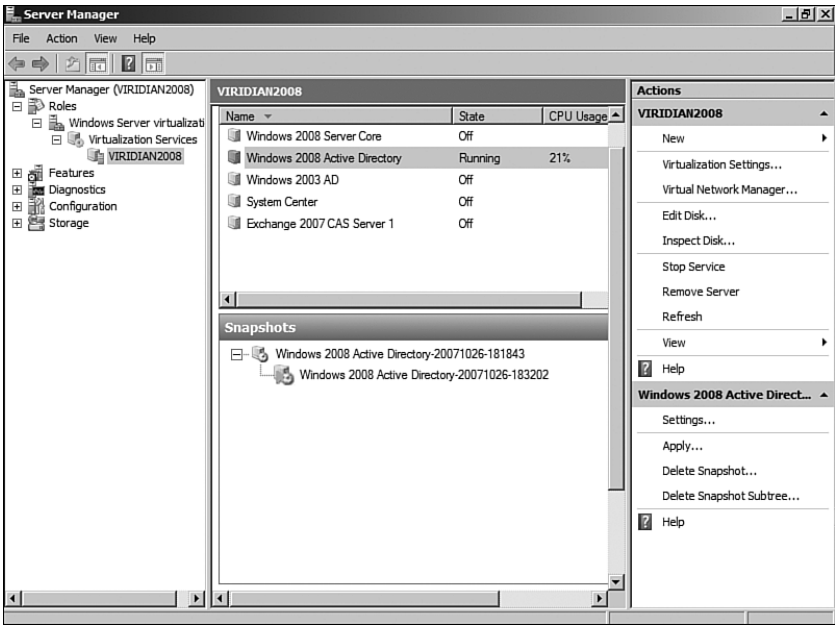 Server Manager
File Action View Help
Server Manager (VIRIDIAN2008)
Roles
Windows Server virtualizati
Virtualization Services
VIRIDIAN2008
Features
Diagnostics
Configuration
Storage
VIRIDIAN2008
Name State CPU Usage
Windows 2008 Server Core Off
Windows 2008 Active Directory Running 21%
Windows 2003 AD Off
System Center Off
Exchange 2007 CAS Server 1 Off
Snapshots
Windows 2008 Active Directory-20071026-181843
Windows 2008 Active Directory-20071026-183202
Actions
VIRIDIAN2008
New
Virtualization Settings...
Virtual Network Manager...
Edit Disk...
Inspect Disk...
Stop Service
Remove Server
Refresh
View
Help
Windows 2008 Active Direct...
Settings...
Apply...
Delete Snapshot...
Delete Snapshot Subtree...
Help